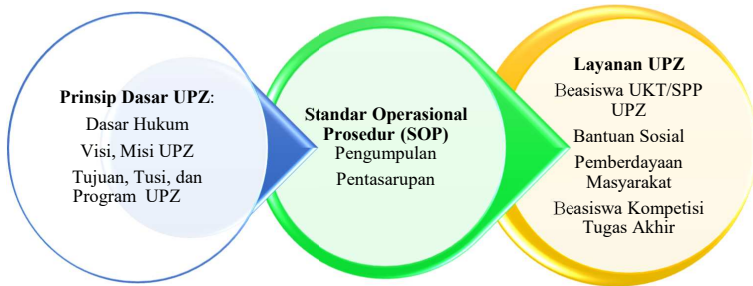 Prinsip Dasar UPZ:
Dasar Hukum
Visi, Misi UPZ
Tujuan, Tusi, dan
Program UPZ
Standar Operasional
Prosedur (SOP)
Pengumpulan
Pentasarupan
Layanan UPZ
Beasiswa UKT/SPP
UPZ
Bantuan Sosial
Pemberdayaan
Masyarakat
Beasiswa Kompetisi
Tugas Akhir